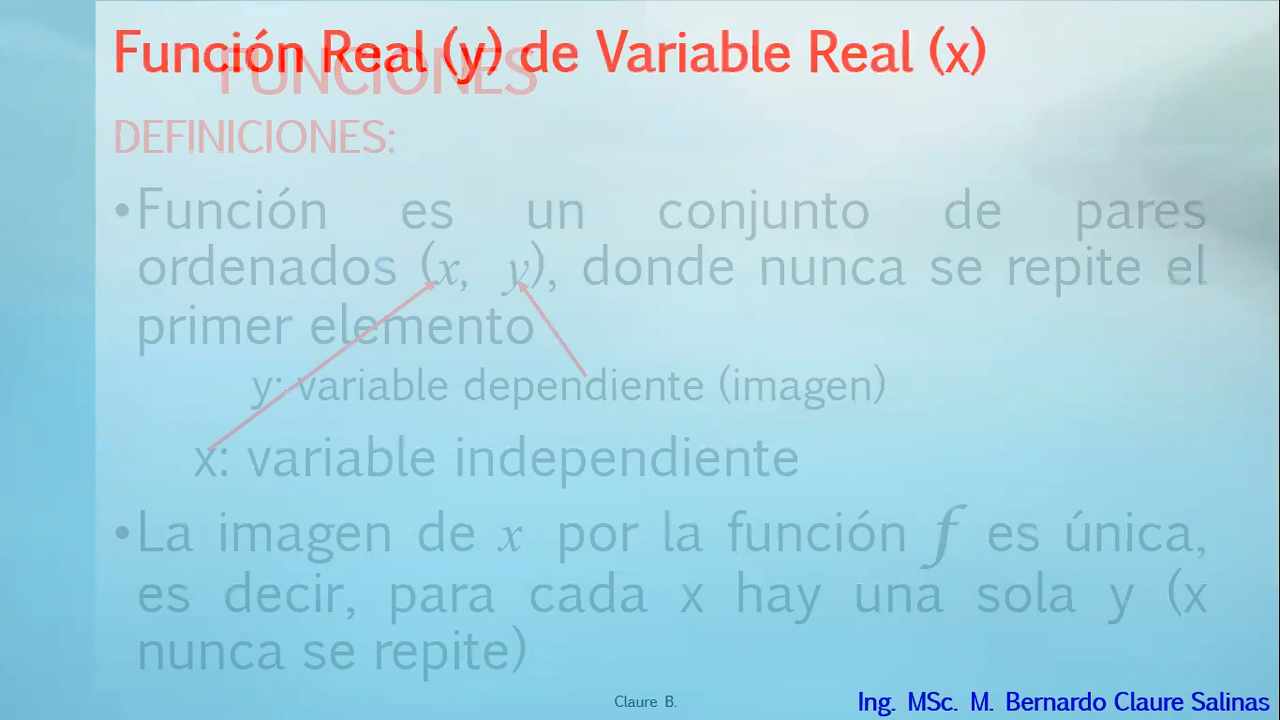 Función Real (y) de Variable Real (x)
FUNCIONES
DEFINICIONES:
•Función es un conjunto de pares
ordenados (x, y), donde nunca se repite el
primer elemento
y: variable dependiente (imagen)
x: variable independiente
•La imagen de x por la función f es única,
es decir, para cada x hay una sola y (x
nunca se repite)
Claure B.
Ing. MSc. M. Bernardo Claure Salinas